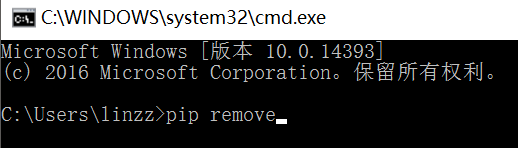 C:\WINDOWS\system32\cmd.exe
Microsoft Windows [版本 10.0.14393]
(c) 2016 Microsoft Corporation。保留所有权利。
C:\Users\linzz>pip remove